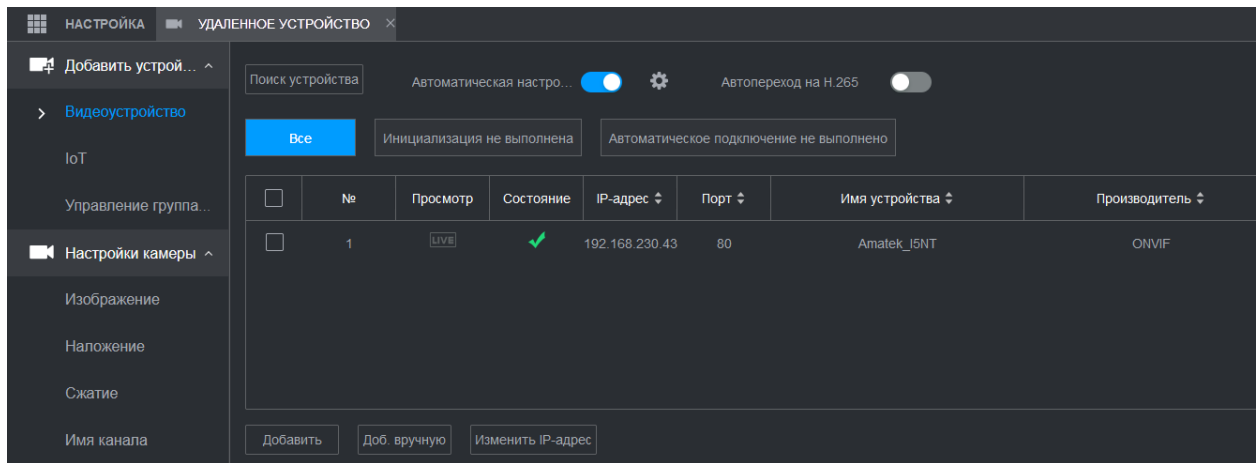 НАСТРОЙКА УДАЛЕННОЕ УСТРОЙСТВО ×
Добавить устрой...
Видеоустройство
IoT
Управление группа...
Настройки камеры
Изображение
Наложение
Сжатие
Имя канала
Поиск устройства Автоматическая настро... Автопереход на H.265
Все Инициализация не выполнена Автоматическое подключение не выполнено
№ Просмотр Состояние IP-адрес Порт Имя устройства Производитель
1 LIVE 192.168.230.43 80 Amatek_I5NT ONVIF
Добавить Доб. вручную Изменить IP-адрес